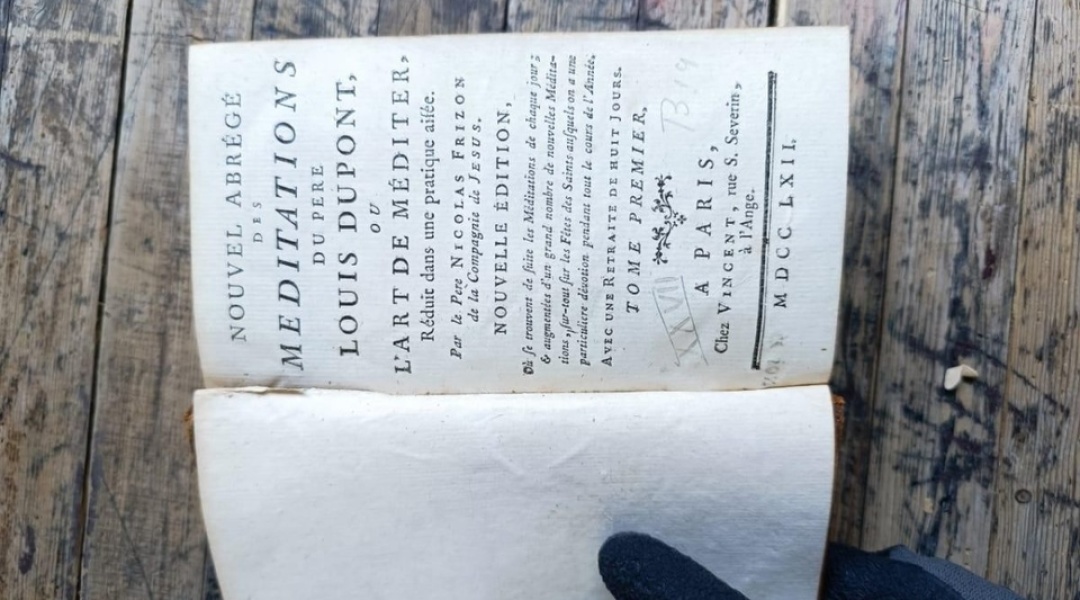 NOUVEL ABRÉGÉ
DES
MEDITATIONS
DU PERE
LOUIS DUPONT,
OU
L'ART DE MÉDITER,
Réduit dans une pratique aiſée.
Par le Pere NICOLAS FRIZON
de la Compagnie de JESUS.
NOUVELLE ÉDITION,
Où ſe trouvent de ſuite les Méditations de chaque jour;
& augmentées d'un grand nombre de nouvelles Médita-
tions, ſur-tout ſur les Fêtes des Saints auſquels on a une
particuliere dévotion pendant tout le cours de l'Année.
AVEC UNE RETRAITE DE HUIT JOURS.
TOME PREMIER.
XXVII
A PARIS,
Chez VINCENT, rue S. Severin,
à l'Ange.
MDCC. LXII.